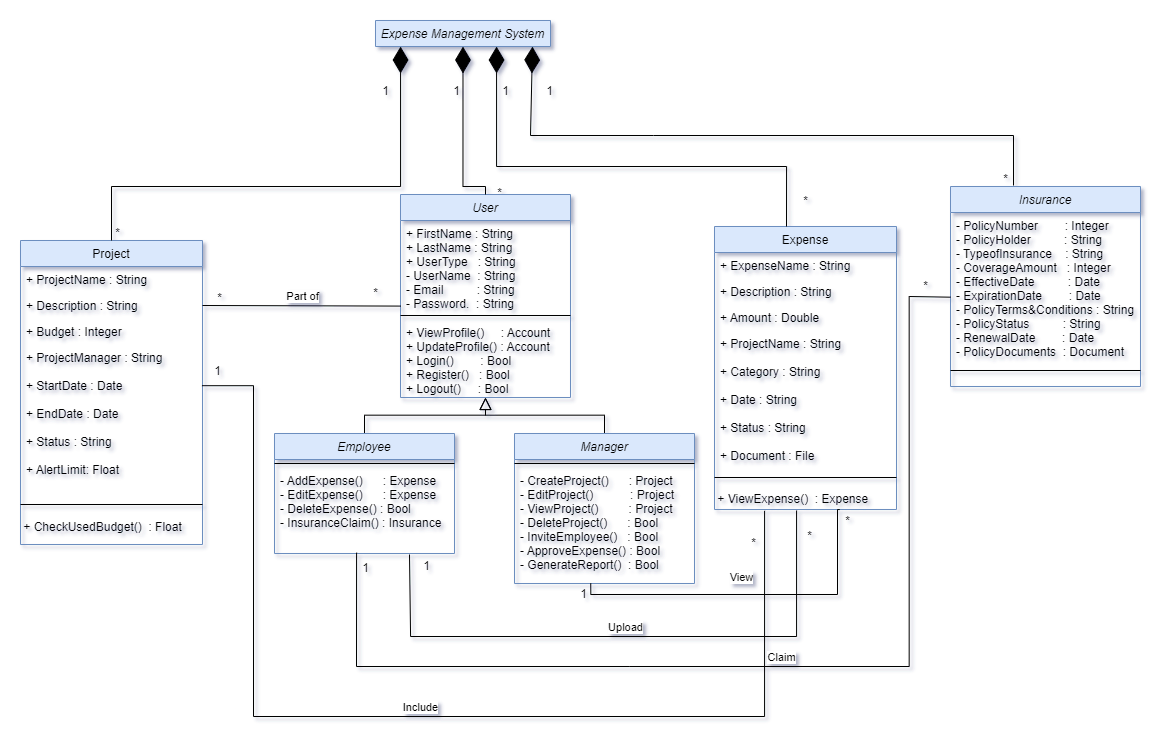 Expense Management System
1
1
1
1
*
*
*
*
Project
+ ProjectName : String
+ Description : String
+ Budget : Integer
+ ProjectManager : String
+ StartDate : Date
+ EndDate : Date
+ Status : String
+ AlertLimit: Float
+ CheckUsedBudget() : Float
*
Part of
*
1
User
+ FirstName : String
+ LastName : String
+ UserType : String
- UserName : String
- Email : String
- Password. : String
+ ViewProfile() : Account
+ UpdateProfile() : Account
+ Login() : Bool
+ Register() : Bool
+ Logout() : Bool
Expense
+ ExpenseName : String
+ Description : String
+ Amount : Double
+ ProjectName : String
+ Category : String
+ Date : String
+ Status : String
+ Document : File
+ ViewExpense() : Expense
Insurance
- PolicyNumber : Integer
- PolicyHolder : String
- TypeofInsurance : String
- CoverageAmount : Integer
- EffectiveDate : Date
- ExpirationDate : Date
- PolicyTerms&Conditions : String
- PolicyStatus : String
- RenewalDate : Date
- PolicyDocuments : Document
*
Employee
- AddExpense() : Expense
- EditExpense() : Expense
- DeleteExpense() : Bool
- InsuranceClaim() : Insurance
Manager
- CreateProject() : Project
- EditProject() : Project
- ViewProject() : Project
- DeleteProject() : Bool
- InviteEmployee() : Bool
- ApproveExpense() : Bool
- GenerateReport() : Bool
*
*
*
1
1
1
View
Upload
Claim
Include